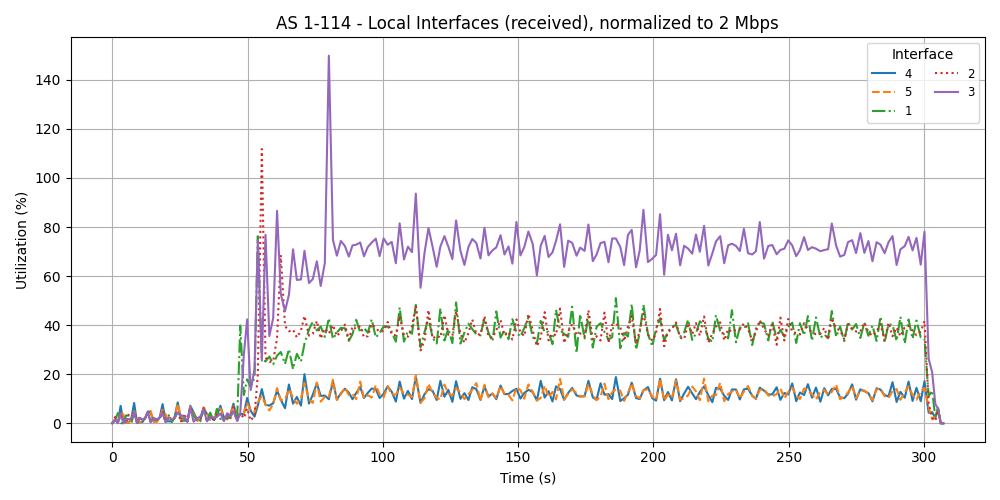 AS 1-114 - Local Interfaces (received), normalized to 2 Mbps
Interface
4 2
5 3
1
Utilization (%)
140
120
100
80
60
40
20
0
0 50 100 150 200 250 300
Time (s)